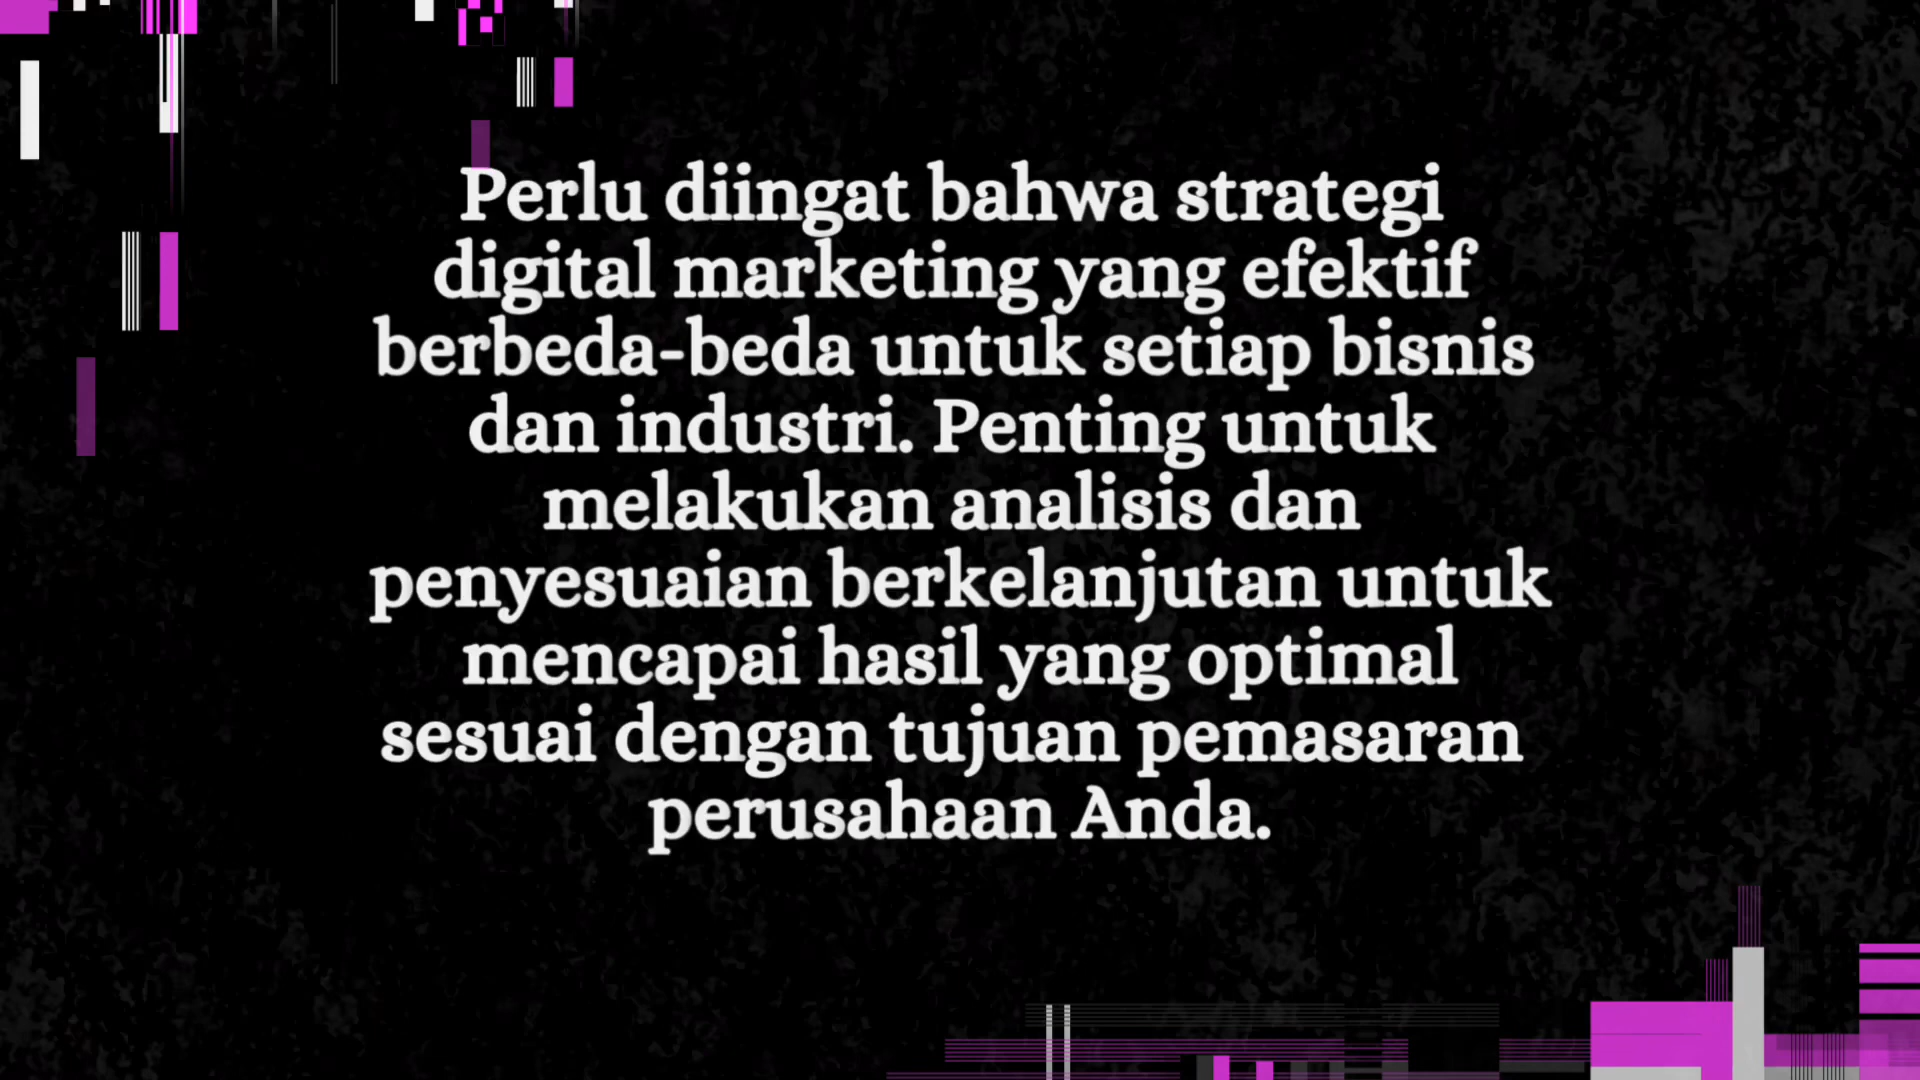 Perlu diingat bahwa strategi
digital marketing yang efektif
berbeda-beda untuk setiap bisnis
dan industri. Penting untuk
melakukan analisis dan
penyesuaian berkelanjutan untuk
mencapai hasil yang optimal
sesuai dengan tujuan pemasaran
perusahaan Anda.